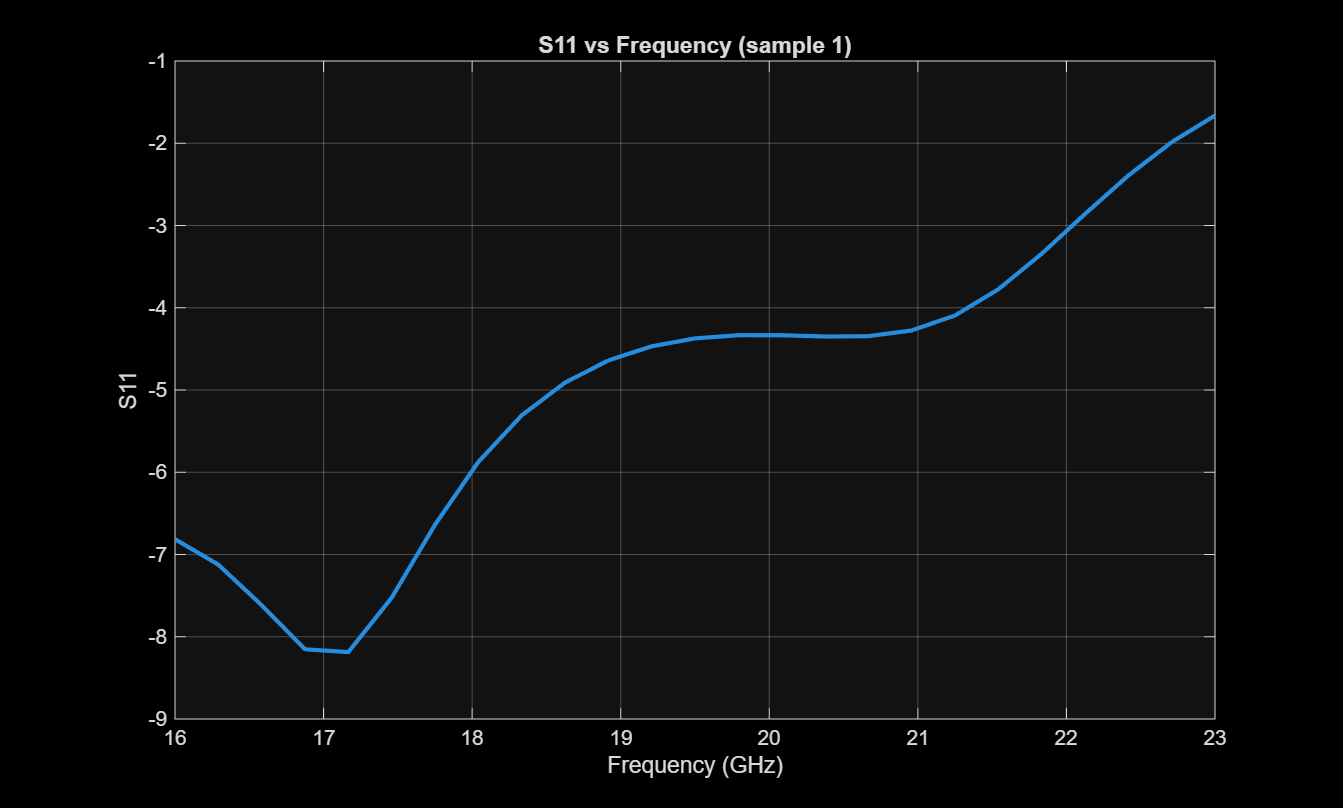 S11 vs Frequency (sample 1)
-1
-2
-3
-4
-5
-6
-7
-8
-9
S11
16 17 18 19 20 21 22 23
Frequency (GHz)